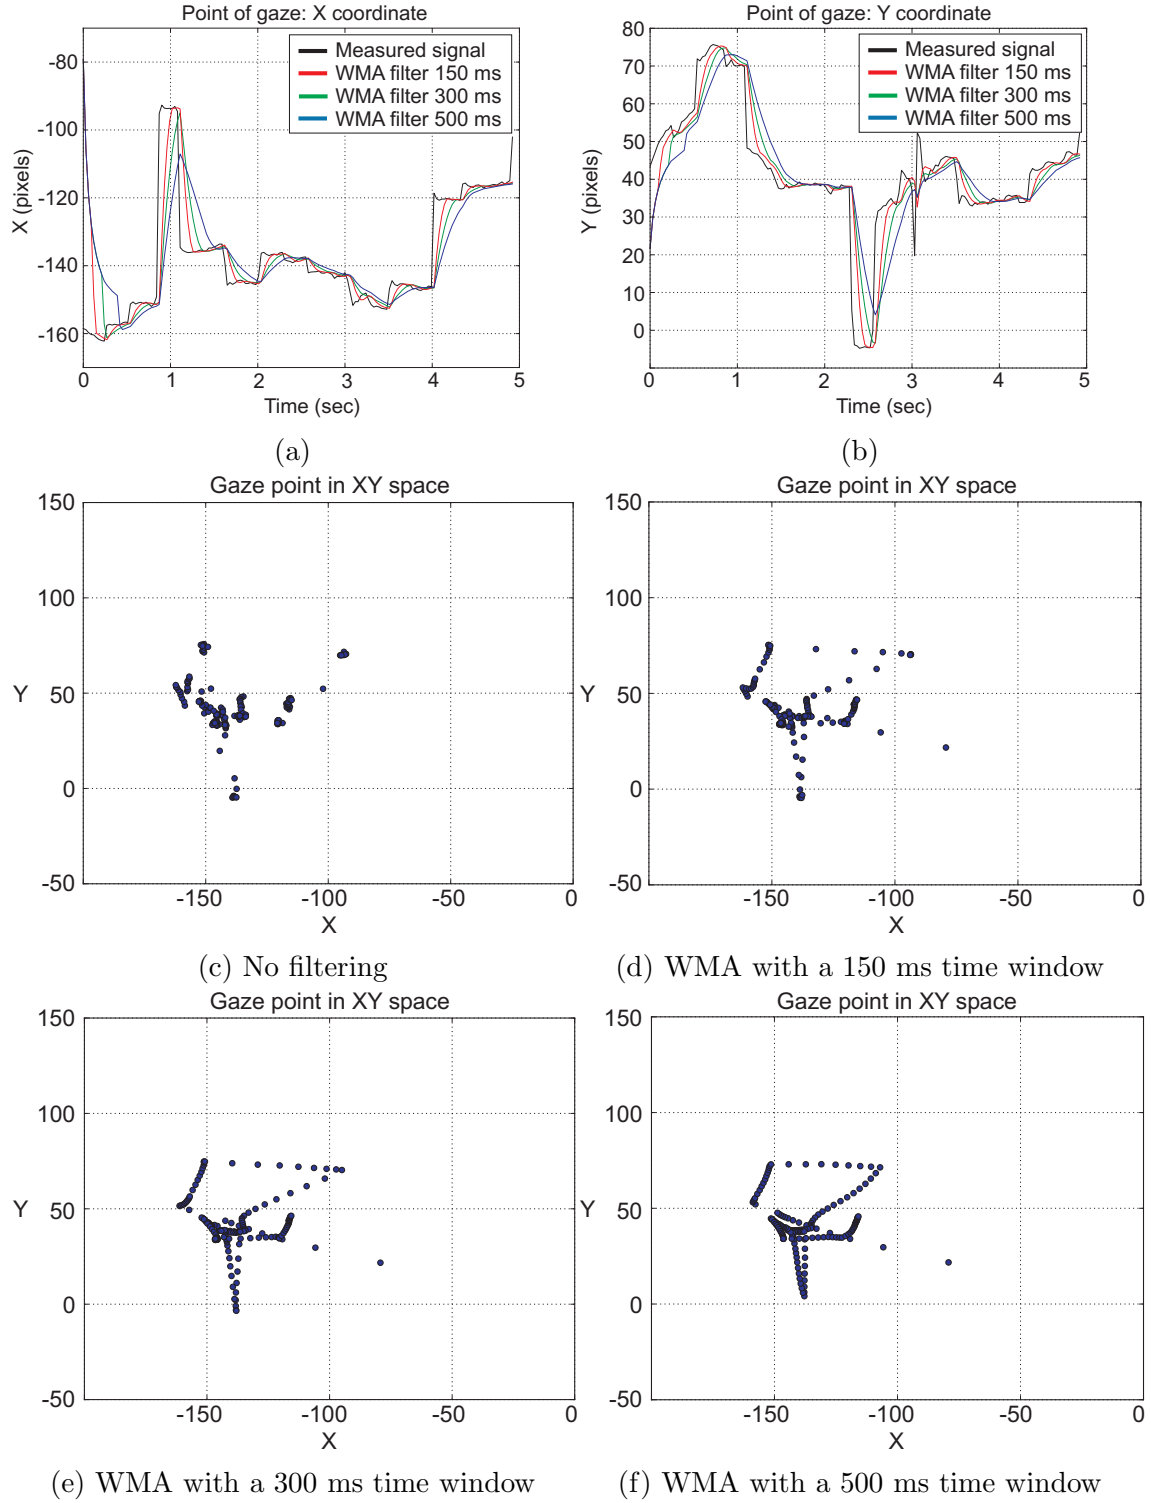 Point of gaze: X coordinate
Measured signal
WMA filter 150 ms
WMA filter 300 ms
WMA filter 500 ms
-80
-100
-120
-140
-160
X (pixels)
0 1 2 3 4 5
Time (sec)
(a)
Point of gaze: Y coordinate
Measured signal
WMA filter 150 ms
WMA filter 300 ms
WMA filter 500 ms
80
70
60
50
40
30
20
10
0
Y (pixels)
0 1 2 3 4 5
Time (sec)
(b)
Gaze point in XY space
150
100
50
0
-50
Y
-150 -100 -50 0
X
(c) No filtering
Gaze point in XY space
150
100
50
0
-50
Y
-150 -100 -50 0
X
(d) WMA with a 150 ms time window
Gaze point in XY space
150
100
50
0
-50
Y
-150 -100 -50 0
X
(e) WMA with a 300 ms time window
Gaze point in XY space
150
100
50
0
-50
Y
-150 -100 -50 0
X
(f) WMA with a 500 ms time window